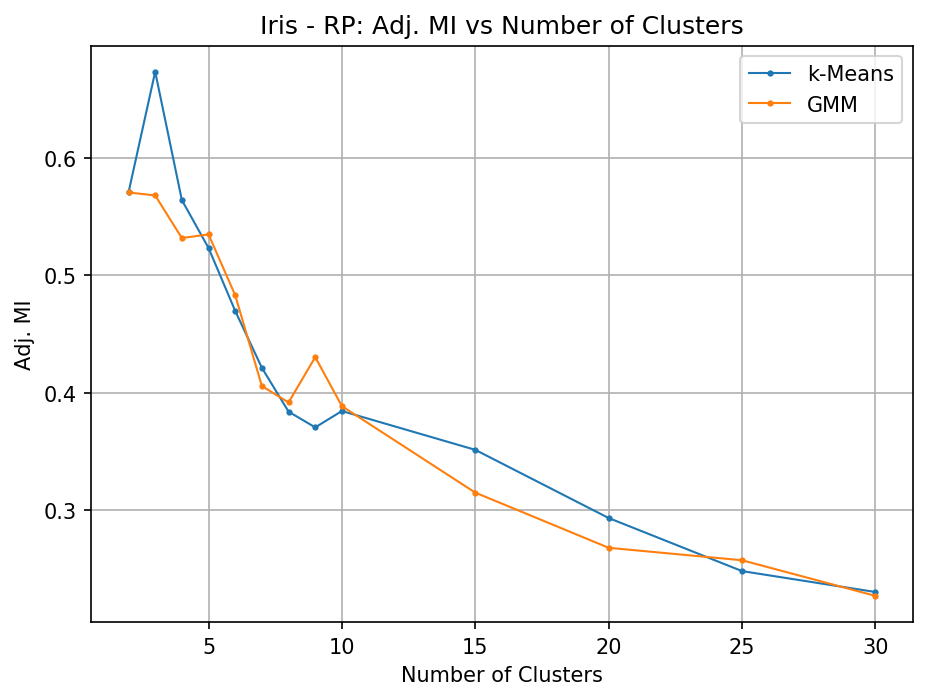 Iris - RP: Adj. MI vs Number of Clusters
k-Means
GMM
0.6
0.5
0.4
0.3
Adj. MI
5 10 15 20 25 30
Number of Clusters